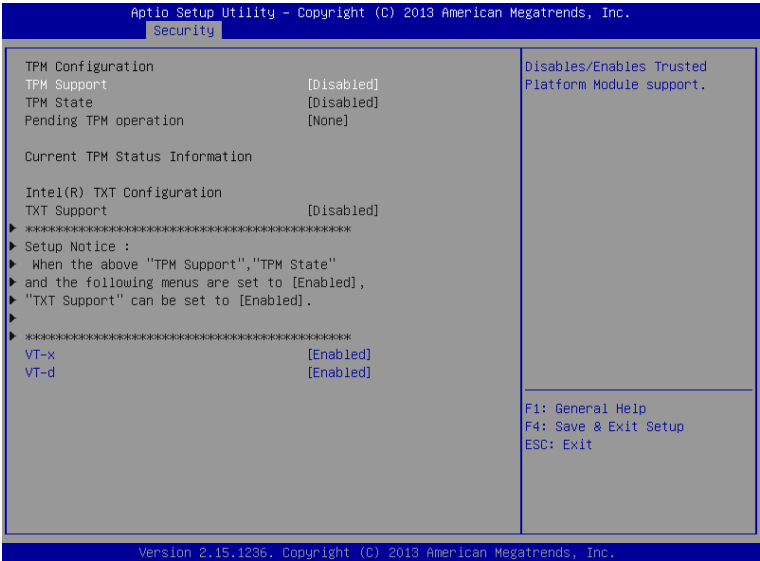 Aptio Setup Utility – Copyright (C) 2013 American Megatrends, Inc.
Security
TPM Configuration
TPM Support [Disabled]
TPM State [Disabled]
Pending TPM operation [None]
Current TPM Status Information
Intel(R) TXT Configuration
TXT Support [Disabled]
*******************************************
Setup Notice :
When the above "TPM Support","TPM State"
and the following menus are set to [Enabled],
"TXT Support" can be set to [Enabled].
*******************************************
VT-x [Enabled]
VT-d [Enabled]
Disables/Enables Trusted
Platform Module support.
F1: General Help
F4: Save & Exit Setup
ESC: Exit
Version 2.15.1236. Copyright (C) 2013 American Megatrends, Inc.